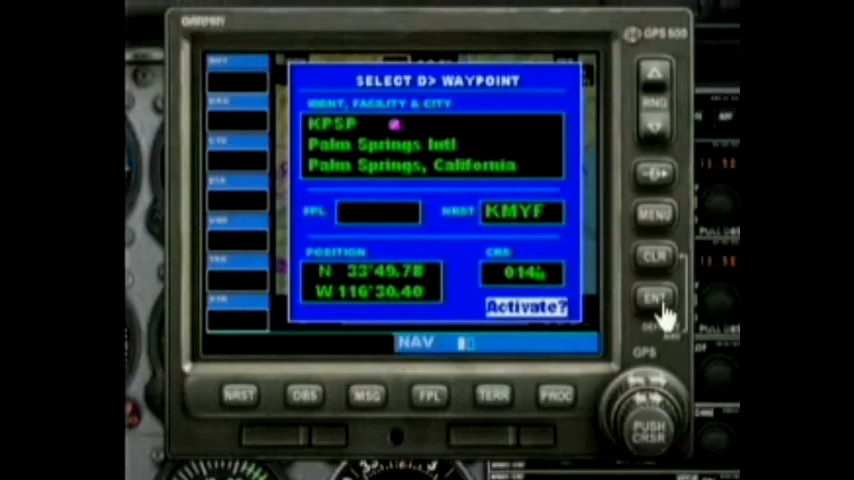 GARMIN
GPS 500
SELECT D> WAYPOINT
IDENT, FACILITY & CITY
KPSP
Palm Springs Intl
Palm Springs, California
FPL
NRST KMYF
POSITION
CRS
N 33°49.78'
W 116°30.40'
014°
Activate?
NAV
RNG
MENU
CLR
ENT
GPS
NRST OBS MSG FPL TERR PROC
PUSH
CRSR